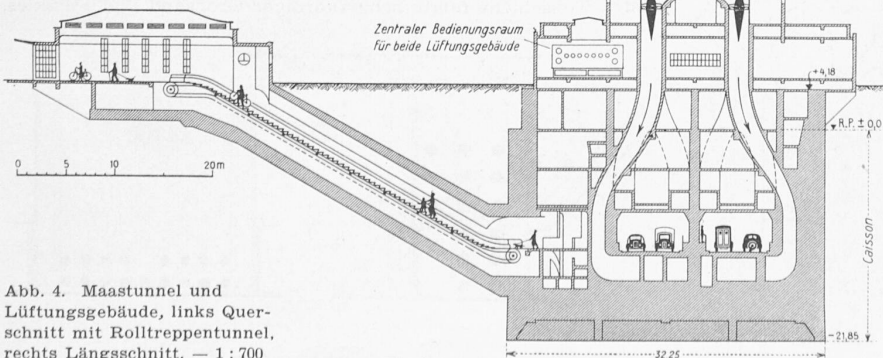 Zentraler Bedienungsraum
für beide Lüftungsgebäude
+4,18
R.P. ± 0,0
0 5 10 20m
Caisson
Abb. 4. Maastunnel und
Lüftungsgebäude, links Quer-
schnitt mit Rolltreppentunnel,
rechts Längsschnitt. — 1 : 700
-21,85
32.25